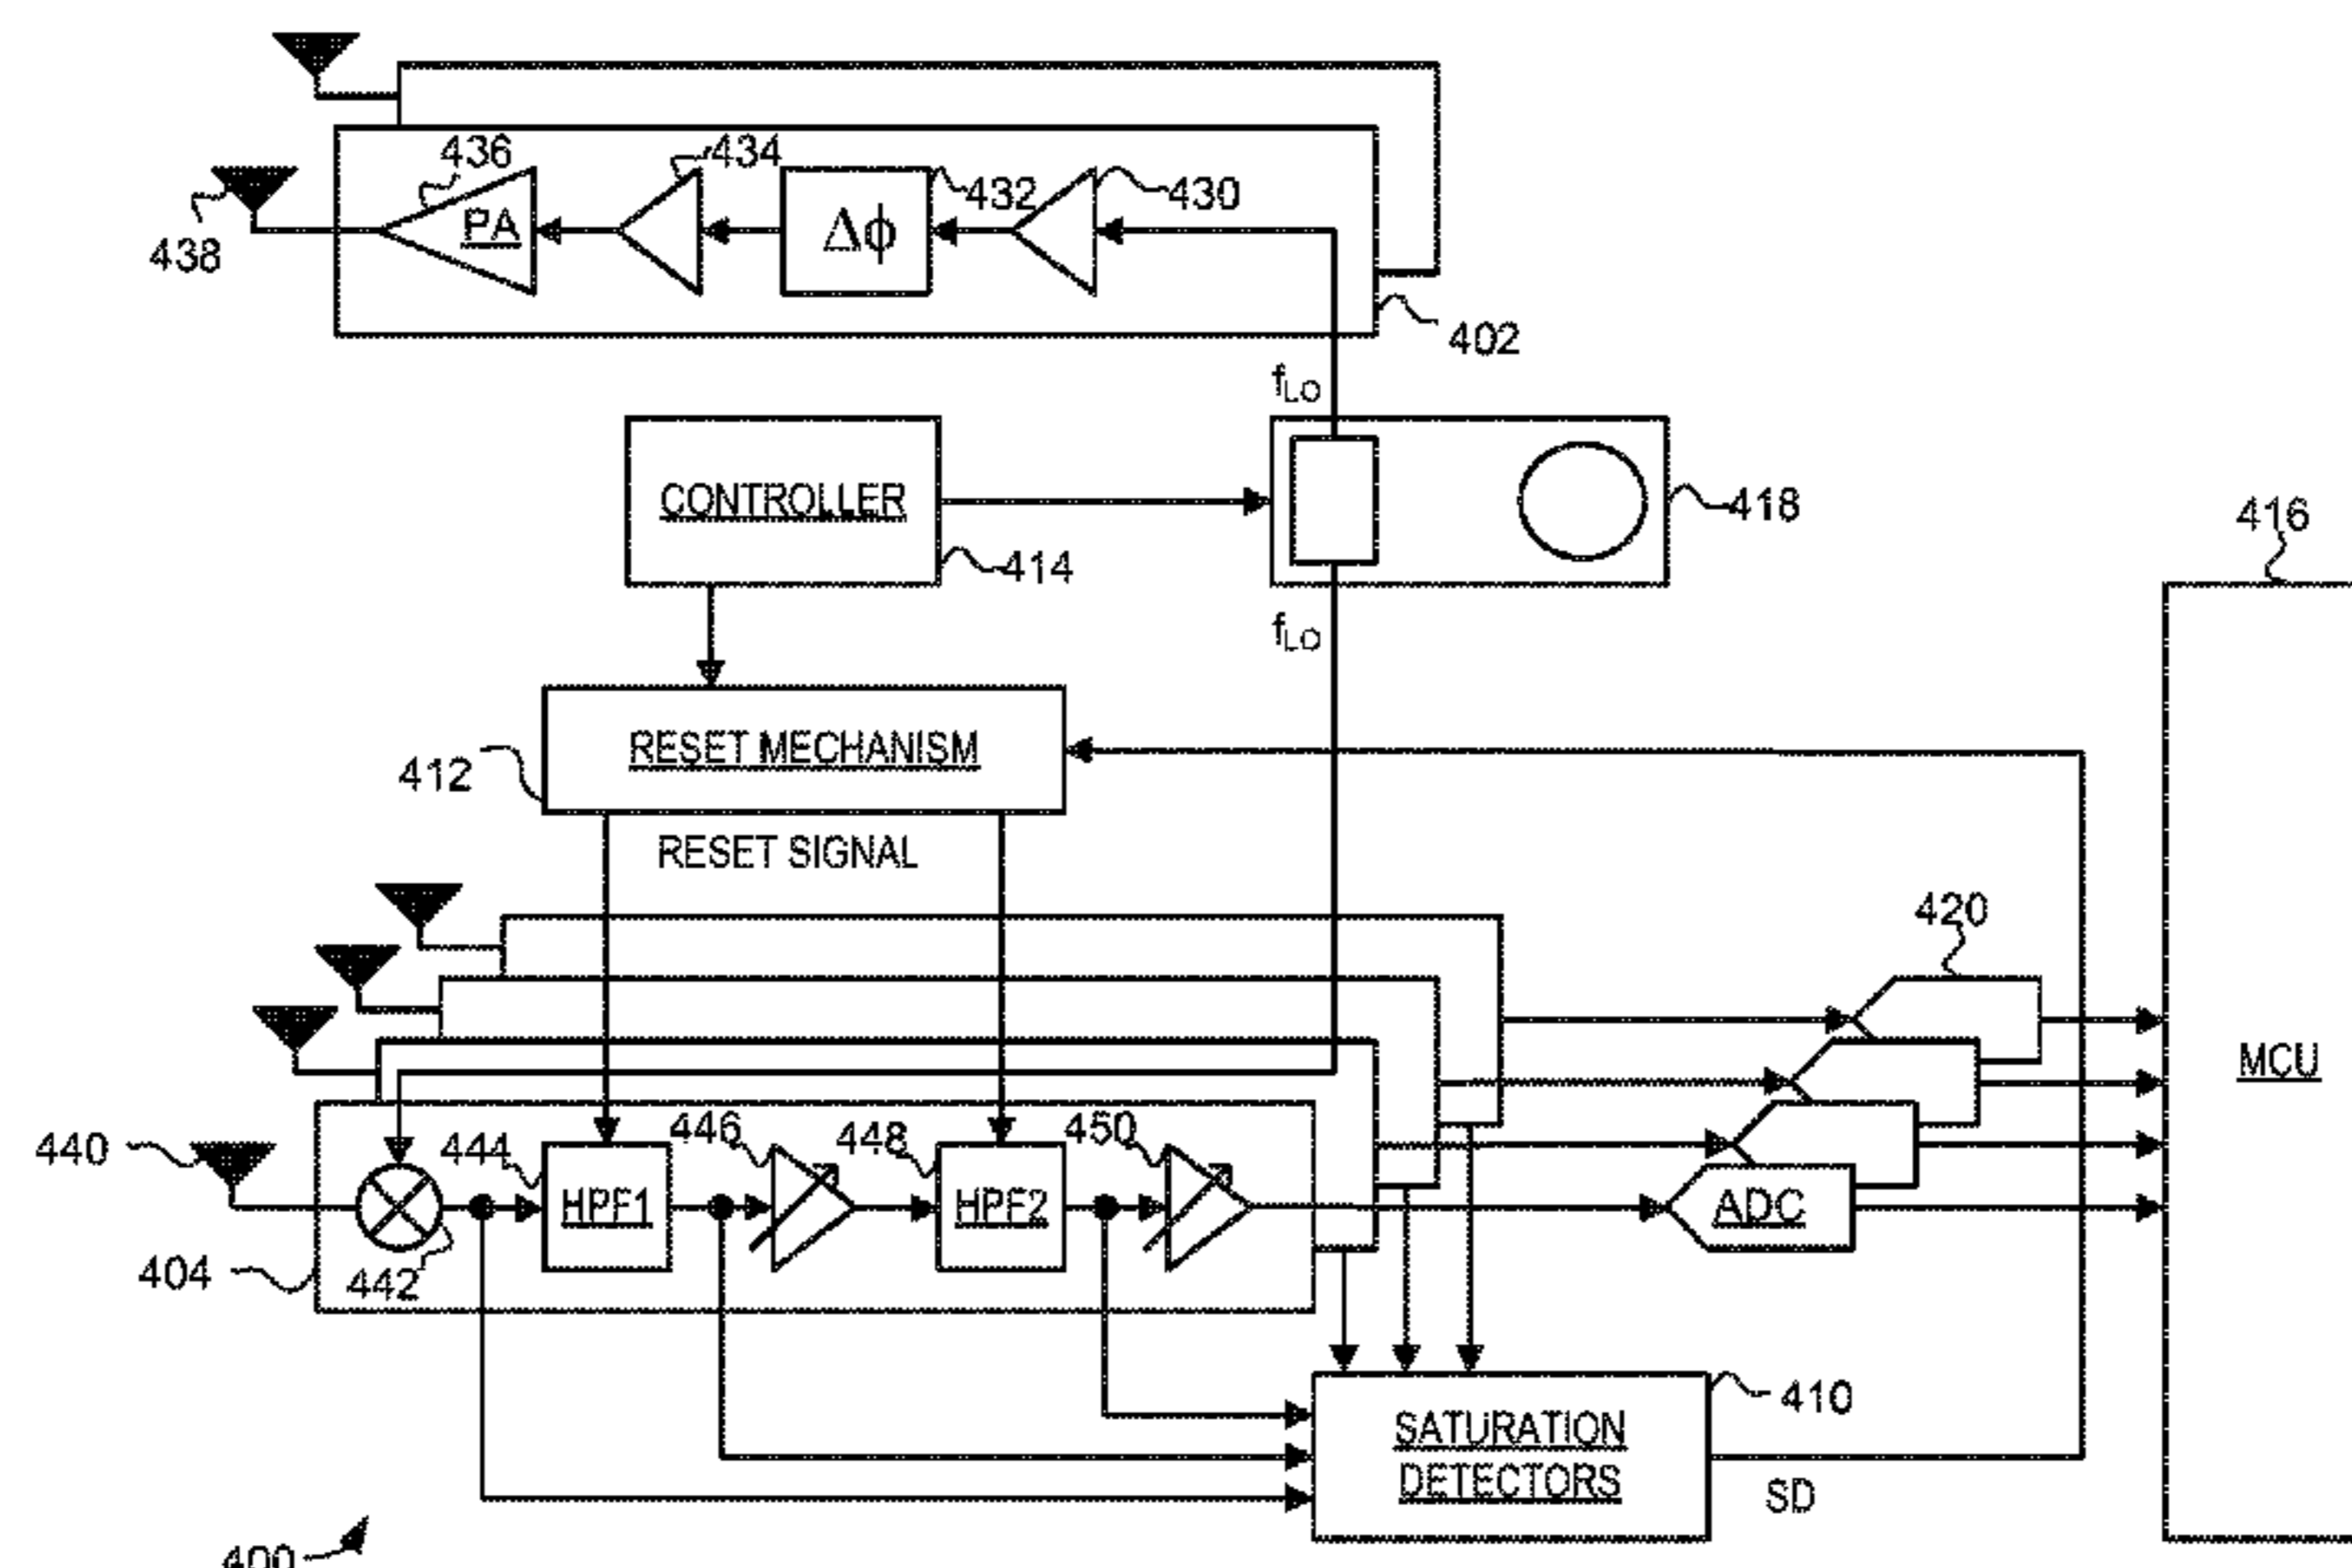 436
434
432
430
PA
Δϕ
438
402
fLO
CONTROLLER
418
414
416
fLO
RESET MECHANISM
412
RESET SIGNAL
420
MCU
440
444
446
448
450
HPF1
HPF2
ADC
404
442
410
SATURATION
DETECTORS
SD
400